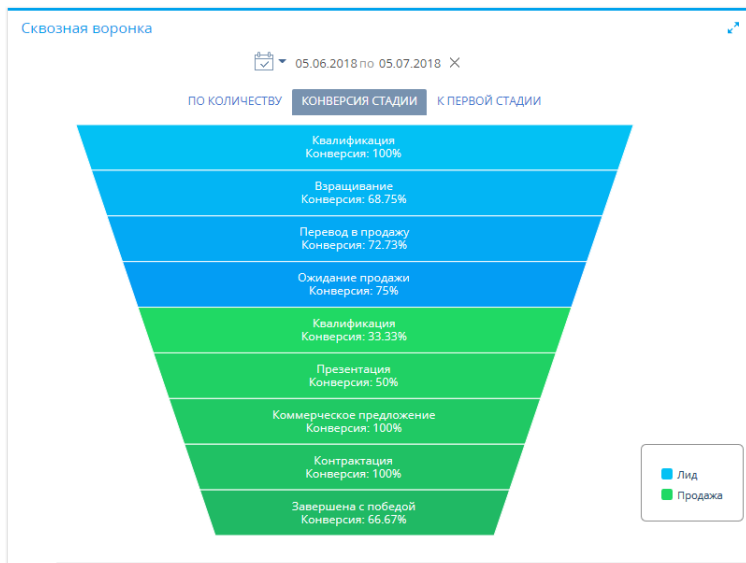 Сквозная воронка
05.06.2018 по 05.07.2018
ПО КОЛИЧЕСТВУ КОНВЕРСИЯ СТАДИИ К ПЕРВОЙ СТАДИИ
Квалификация
Конверсия: 100%
Взращивание
Конверсия: 68.75%
Перевод в продажу
Конверсия: 72.73%
Ожидание продажи
Конверсия: 75%
Квалификация
Конверсия: 33.33%
Презентация
Конверсия: 50%
Коммерческое предложение
Конверсия: 100%
Контрактация
Конверсия: 100%
Завершена с победой
Конверсия: 66.67%
Лид
Продажа